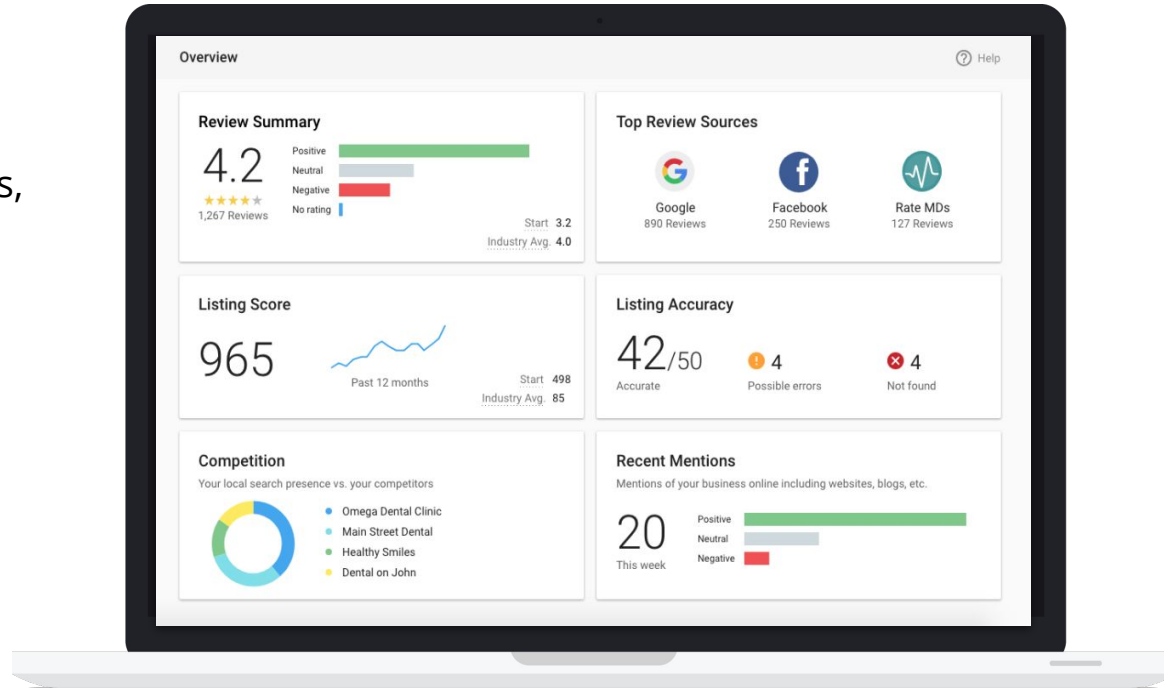 s,
Overview
Help
Review Summary
4.2
1,267 Reviews
Positive
Neutral
Negative
No rating
Start 3.2
Industry Avg. 4.0
Top Review Sources
Google
890 Reviews
Facebook
250 Reviews
Rate MDs
127 Reviews
Listing Score
965
Past 12 months
Start 498
Industry Avg. 85
Listing Accuracy
42/50
Accurate
4
Possible errors
4
Not found
Competition
Your local search presence vs. your competitors
Omega Dental Clinic
Main Street Dental
Healthy Smiles
Dental on John
Recent Mentions
Mentions of your business online including websites, blogs, etc.
20
This week
Positive
Neutral
Negative